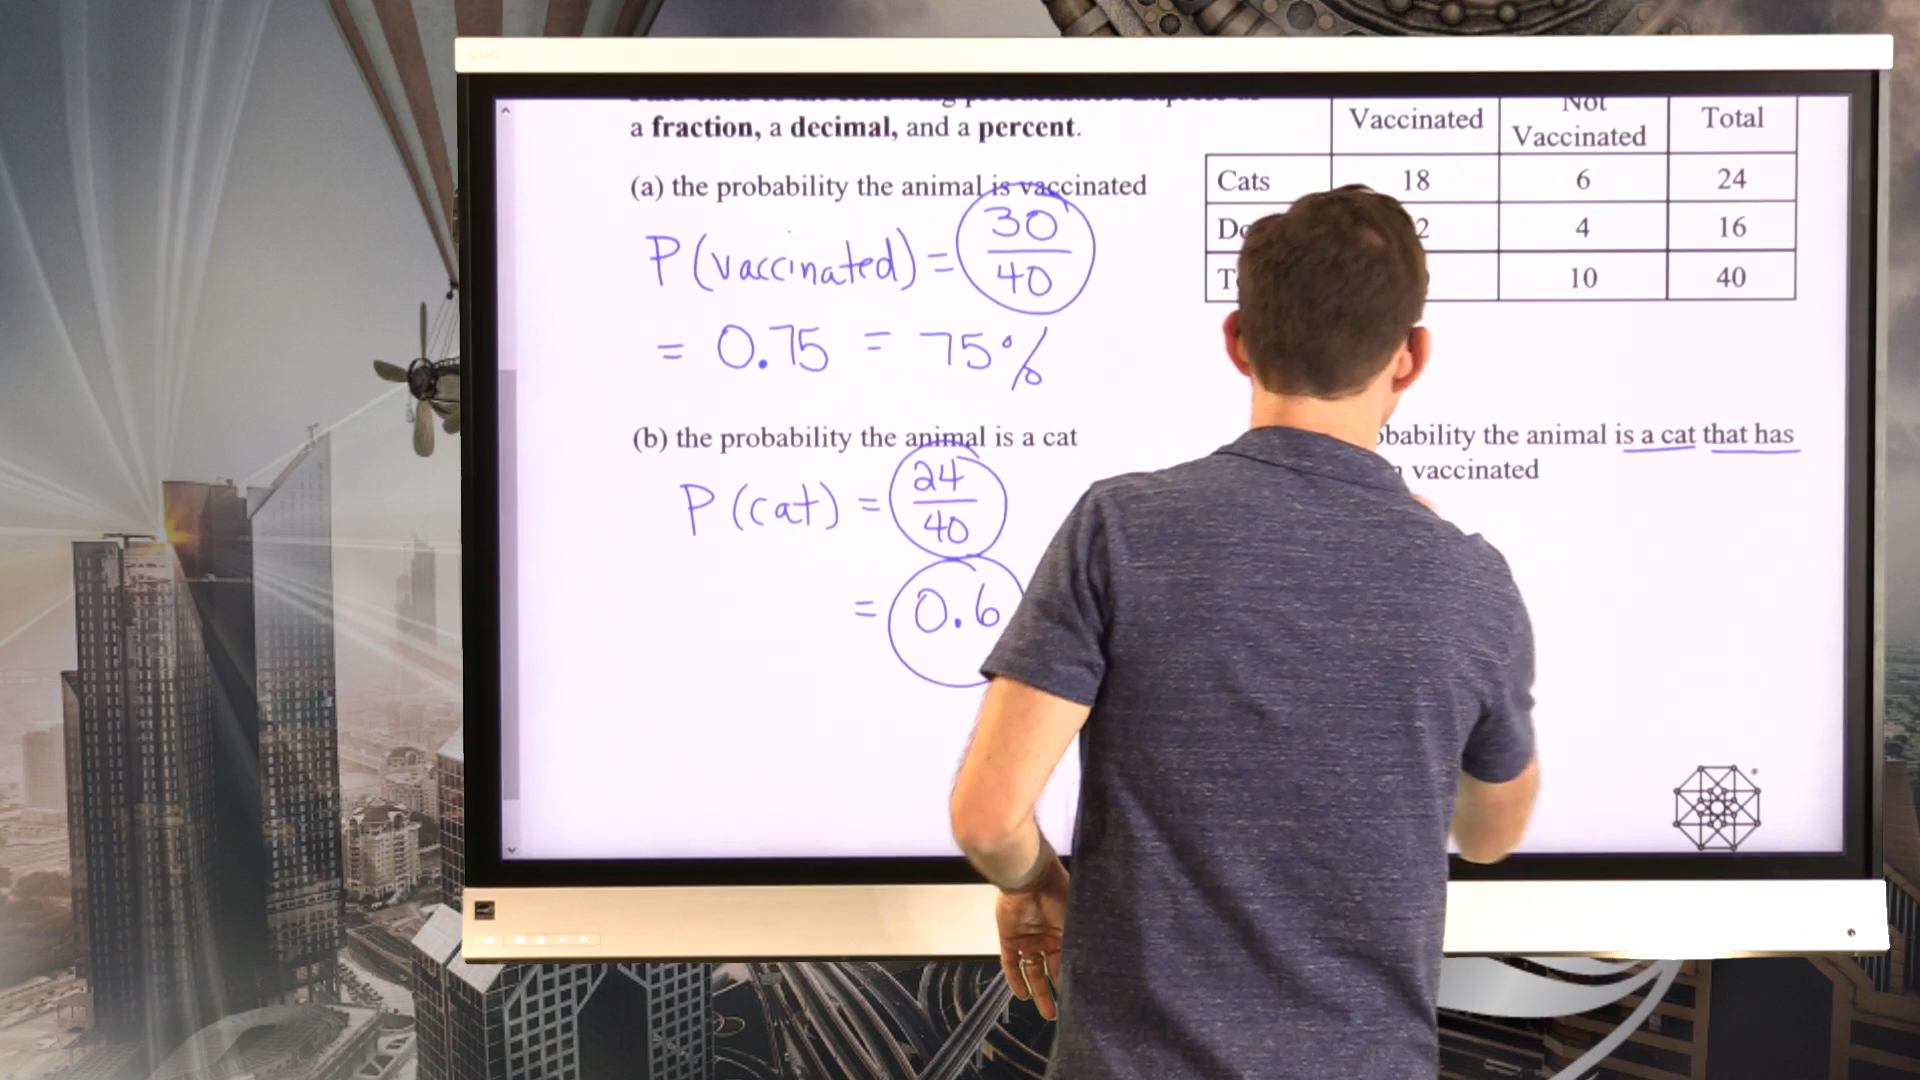 a fraction, a decimal, and a percent.
(a) the probability the animal is vaccinated
P(vaccinated) = 30/40
= 0.75 = 75%
(b) the probability the animal is a cat
P(cat) = 24/40
= 0.6
Vaccinated Not Vaccinated Total
Cats 18 6 24
4 16
10 40
the animal is a cat that has
vaccinated